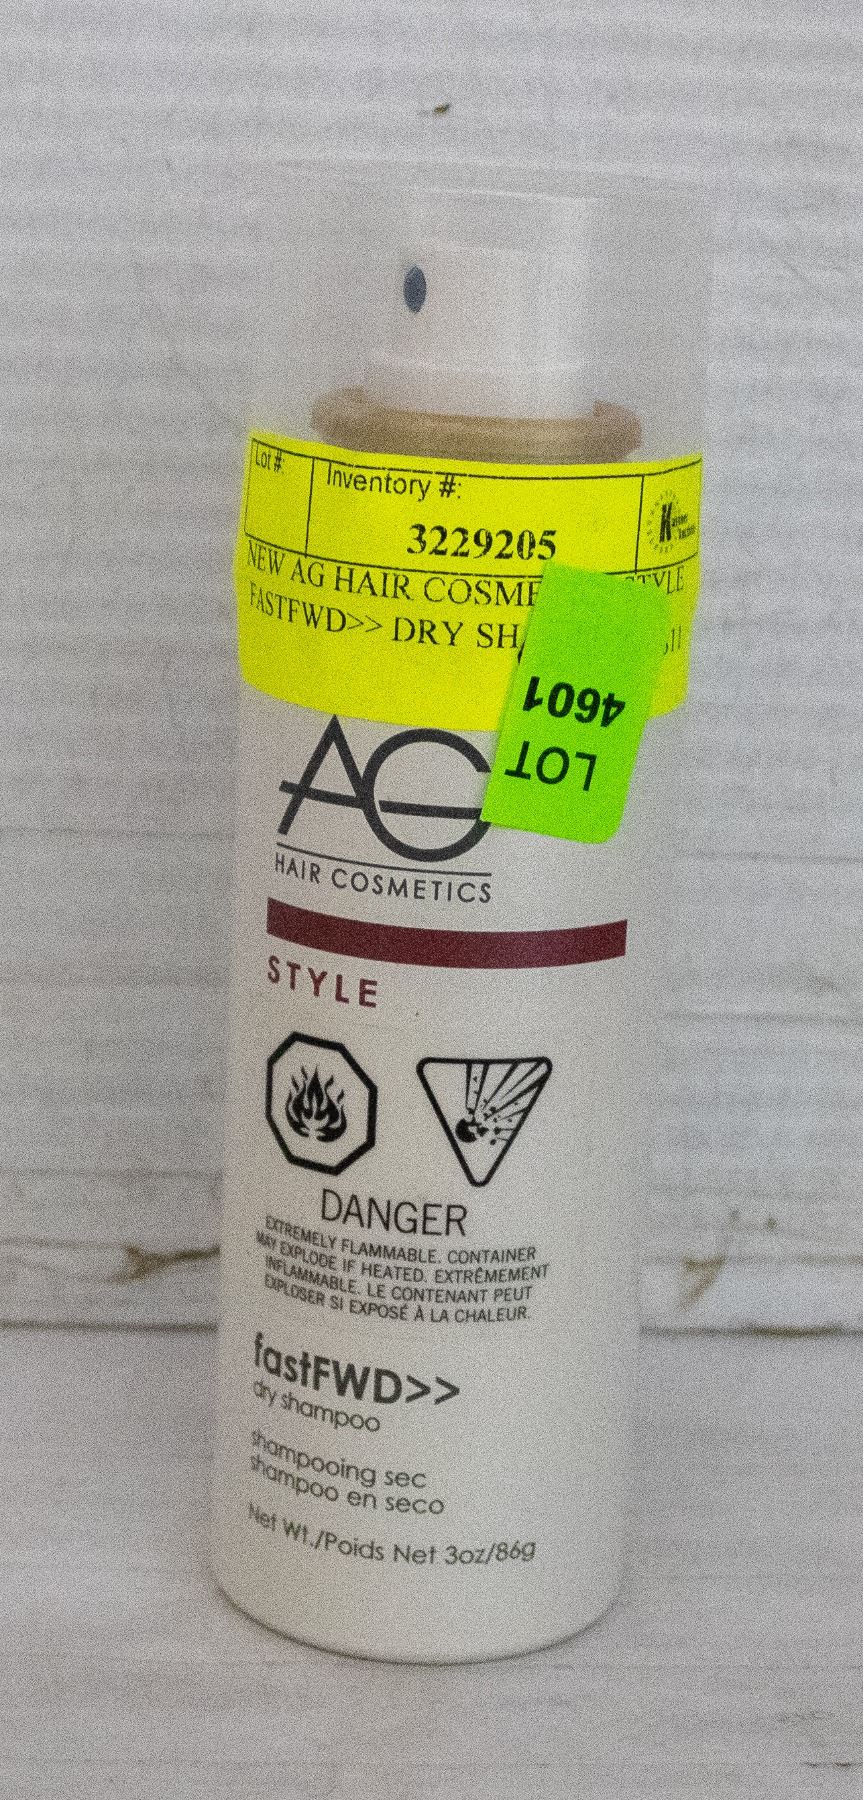 Lot #:
Inventory #:
3229205
NEW AG HAIR COSME STYLE
FASTFWD>> DRY SH
4601
LOT
AG
HAIR COSMETICS
STYLE
DANGER
EXTREMELY FLAMMABLE. CONTAINER
MAY EXPLODE IF HEATED. EXTRÊMEMENT
INFLAMMABLE. LE CONTENANT PEUT
EXPLOSER SI EXPOSÉ À LA CHALEUR.
fastFWD>>
dry shampoo
shampooing sec
shampoo en seco
Net Wt./Poids Net 3oz/86g